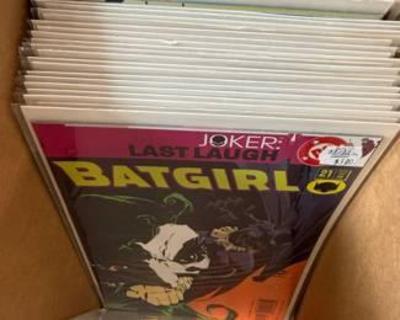 JOKER:
LAST LAUGH
BATGIRL
21